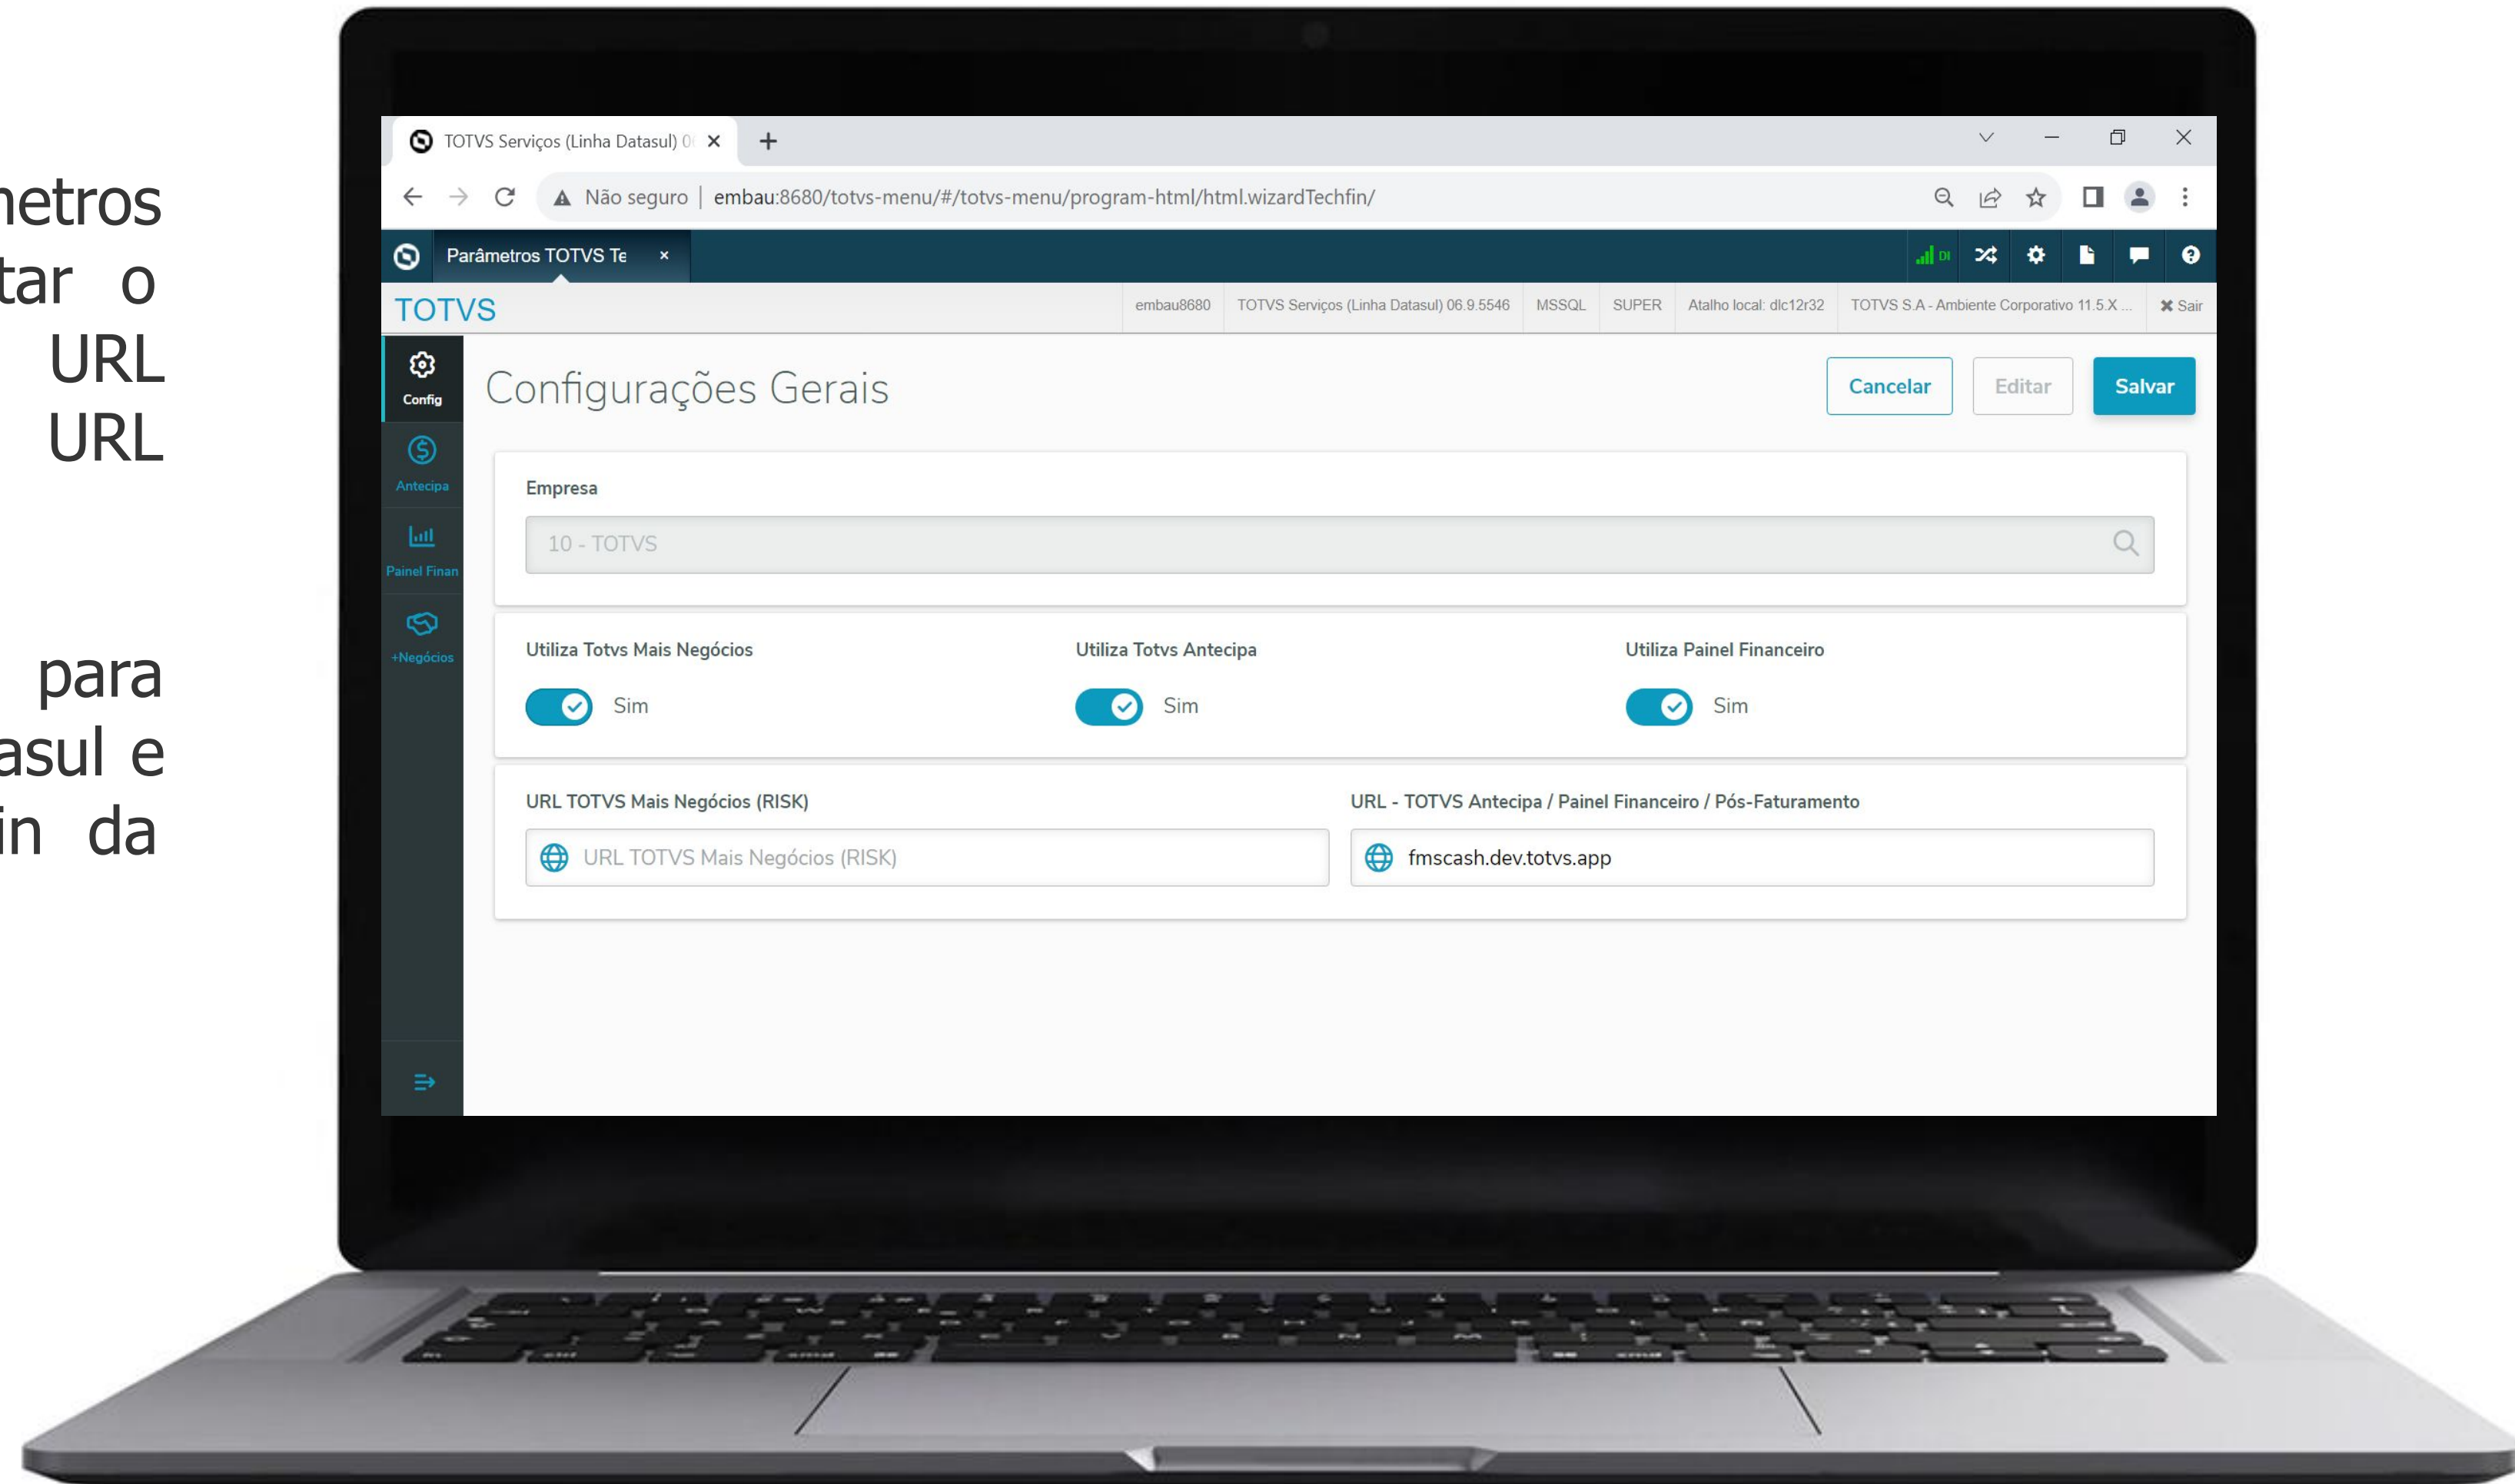 metros
tar o
URL
URL
para
asul e
in da
TOTVS Serviços (Linha Datasul) 0
Não seguro | embau:8680/totvs-menu/#/totvs-menu/program-html/html.wizardTechfin/
Parâmetros TOTVS Te
DI
TOTVS
embau8680 TOTVS Serviços (Linha Datasul) 06.9.5546 MSSQL SUPER Atalho local: dlc12r32 TOTVS S.A - Ambiente Corporativo 11.5.X ... Sair
Config
Antecipa
Painel Finan
+Negócios
Configurações Gerais
Cancelar Editar Salvar
Empresa
10 - TOTVS
Utiliza Totvs Mais Negócios Utiliza Totvs Antecipa Utiliza Painel Financeiro
Sim Sim Sim
URL TOTVS Mais Negócios (RISK) URL - TOTVS Antecipa / Painel Financeiro / Pós-Faturamento
URL TOTVS Mais Negócios (RISK) fmscash.dev.totvs.app